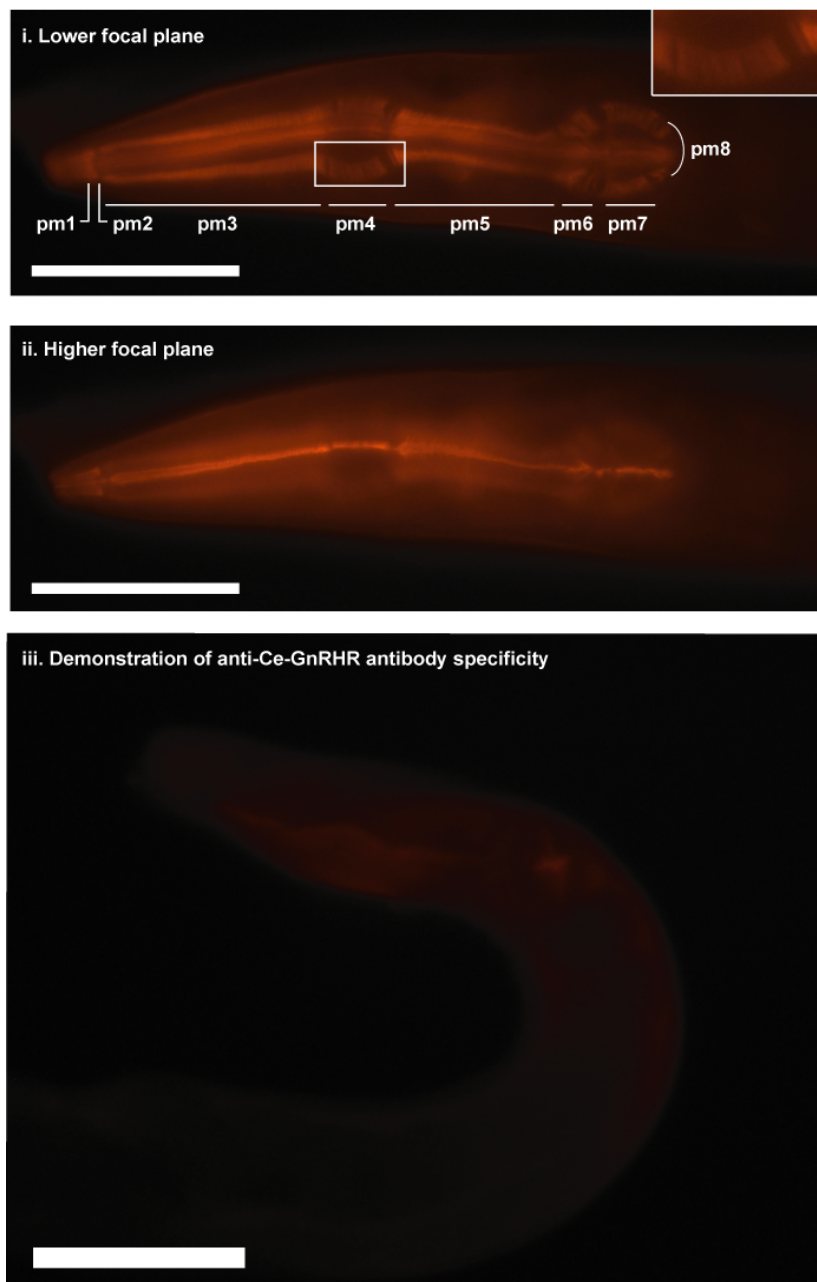 i. Lower focal plane
pm8
pm1 pm2 pm3 pm4 pm5 pm6 pm7
ii. Higher focal plane
iii. Demonstration of anti-Ce-GnRHR antibody specificity